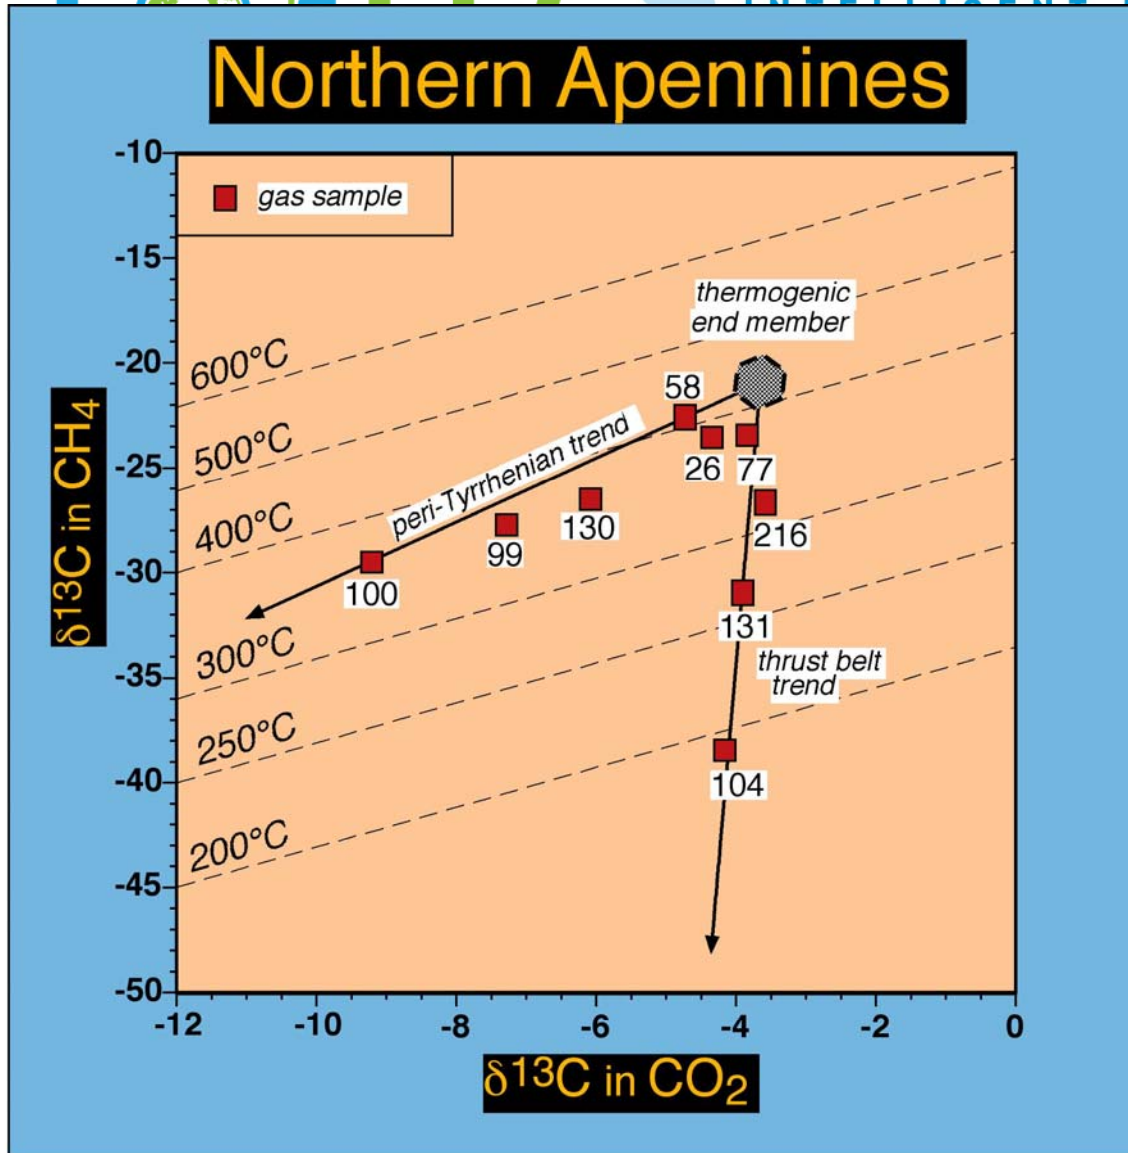 Northern Apennines
gas sample
thermogenic
end member
600°C
500°C
400°C
300°C
250°C
200°C
peri-Tyrrhenian trend
58
26
77
216
130
99
100
131
thrust belt
trend
104
-10
-15
-20
-25
-30
-35
-40
-45
-50
-12
-10
-8
-6
-4
-2
0
δ13C in CH4
δ13C in CO2